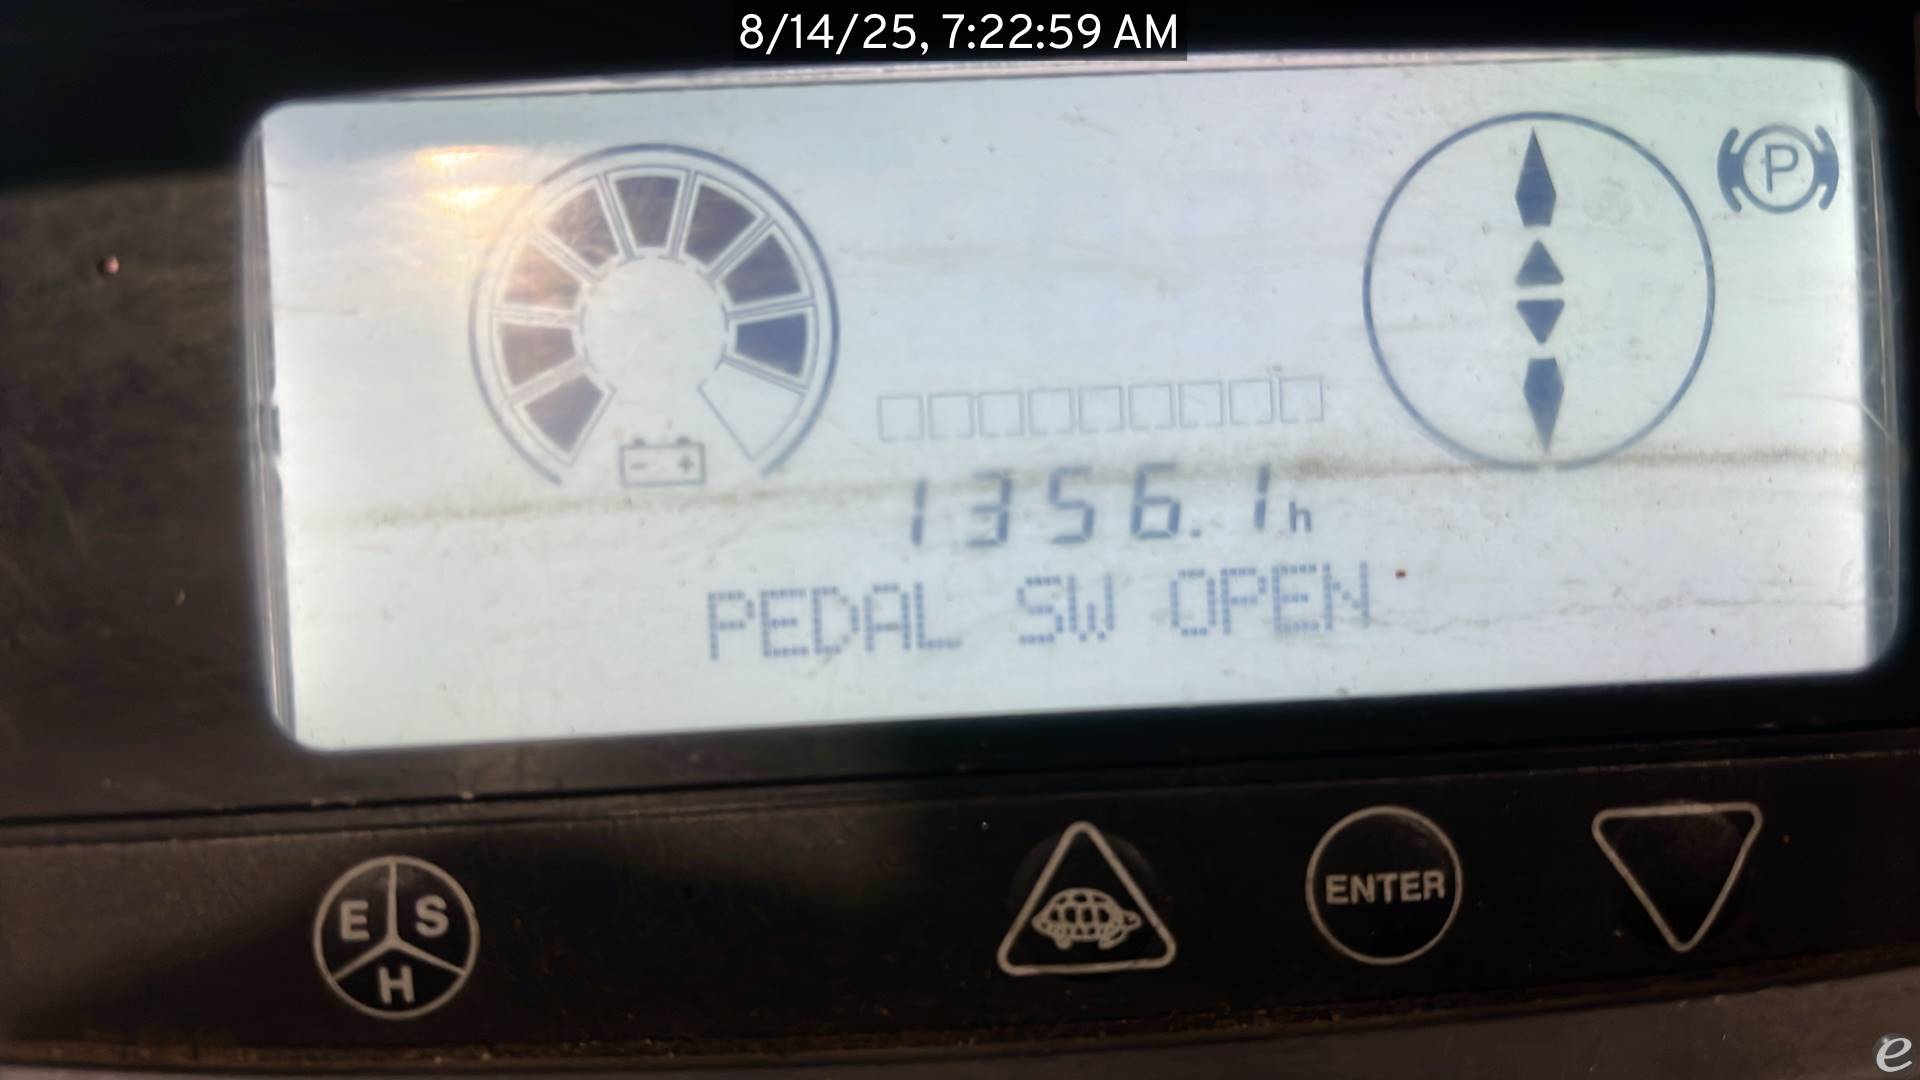 8/14/25, 7:22:59 AM
P
- +
1356.1h
PEDAL SW OPEN
E S
H
ENTER
e